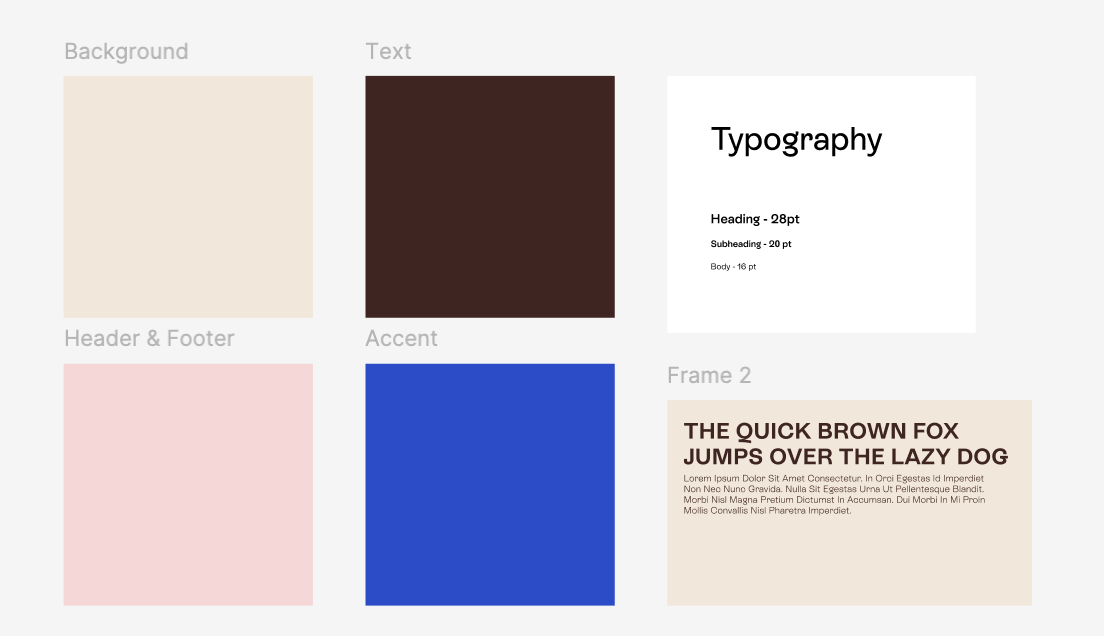 Background
Text
Typography
Heading - 28pt
Subheading - 20 pt
Body - 16 pt
Header & Footer
Accent
Frame 2
THE QUICK BROWN FOX
JUMPS OVER THE LAZY DOG
Lorem Ipsum Dolor Sit Amet Consectetur. In Orci Egestas Id Imperdiet
Non Nec Nunc Gravida. Nulla Sit Egestas Urna Ut Pellentesque Blandit.
Morbi Nisl Magna Pretium Dictumst In Accumsan. Dui Morbi In Mi Proin
Mollis Convallis Nisl Pharetra Imperdiet.